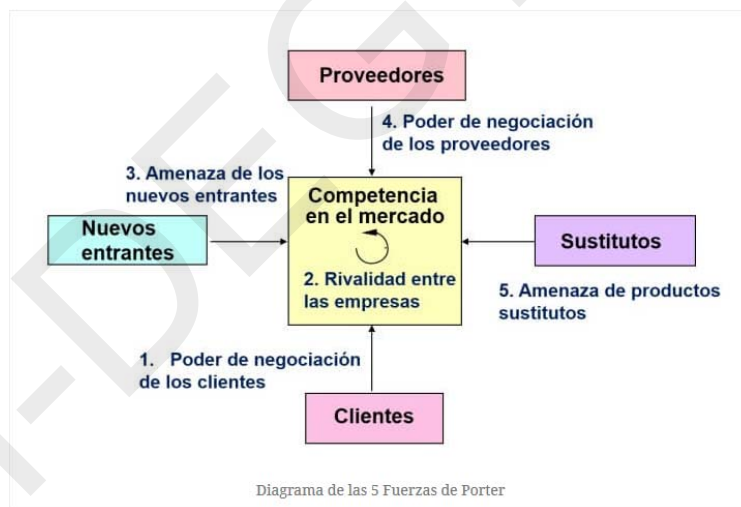 Proveedores
4. Poder de negociación
de los proveedores
3. Amenaza de los
nuevos entrantes
Competencia
en el mercado
Nuevos
entrantes
Sustitutos
2. Rivalidad entre
las empresas
5. Amenaza de productos
sustitutos
1. Poder de negociación
de los clientes
Clientes
Diagrama de las 5 Fuerzas de Porter